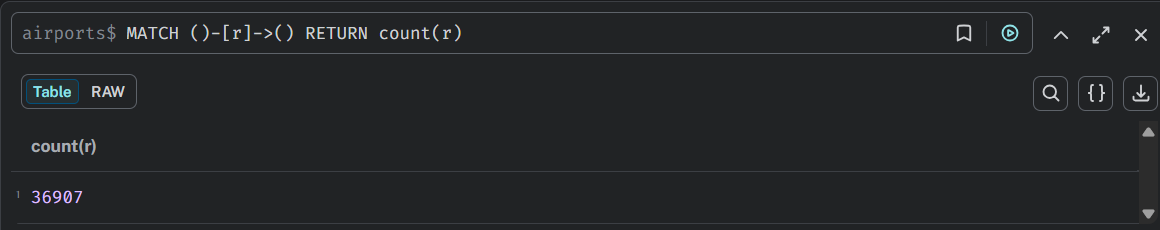 airports$ MATCH ()-[r]->() RETURN count(r)
Table RAW
{}
count(r)
1 36907